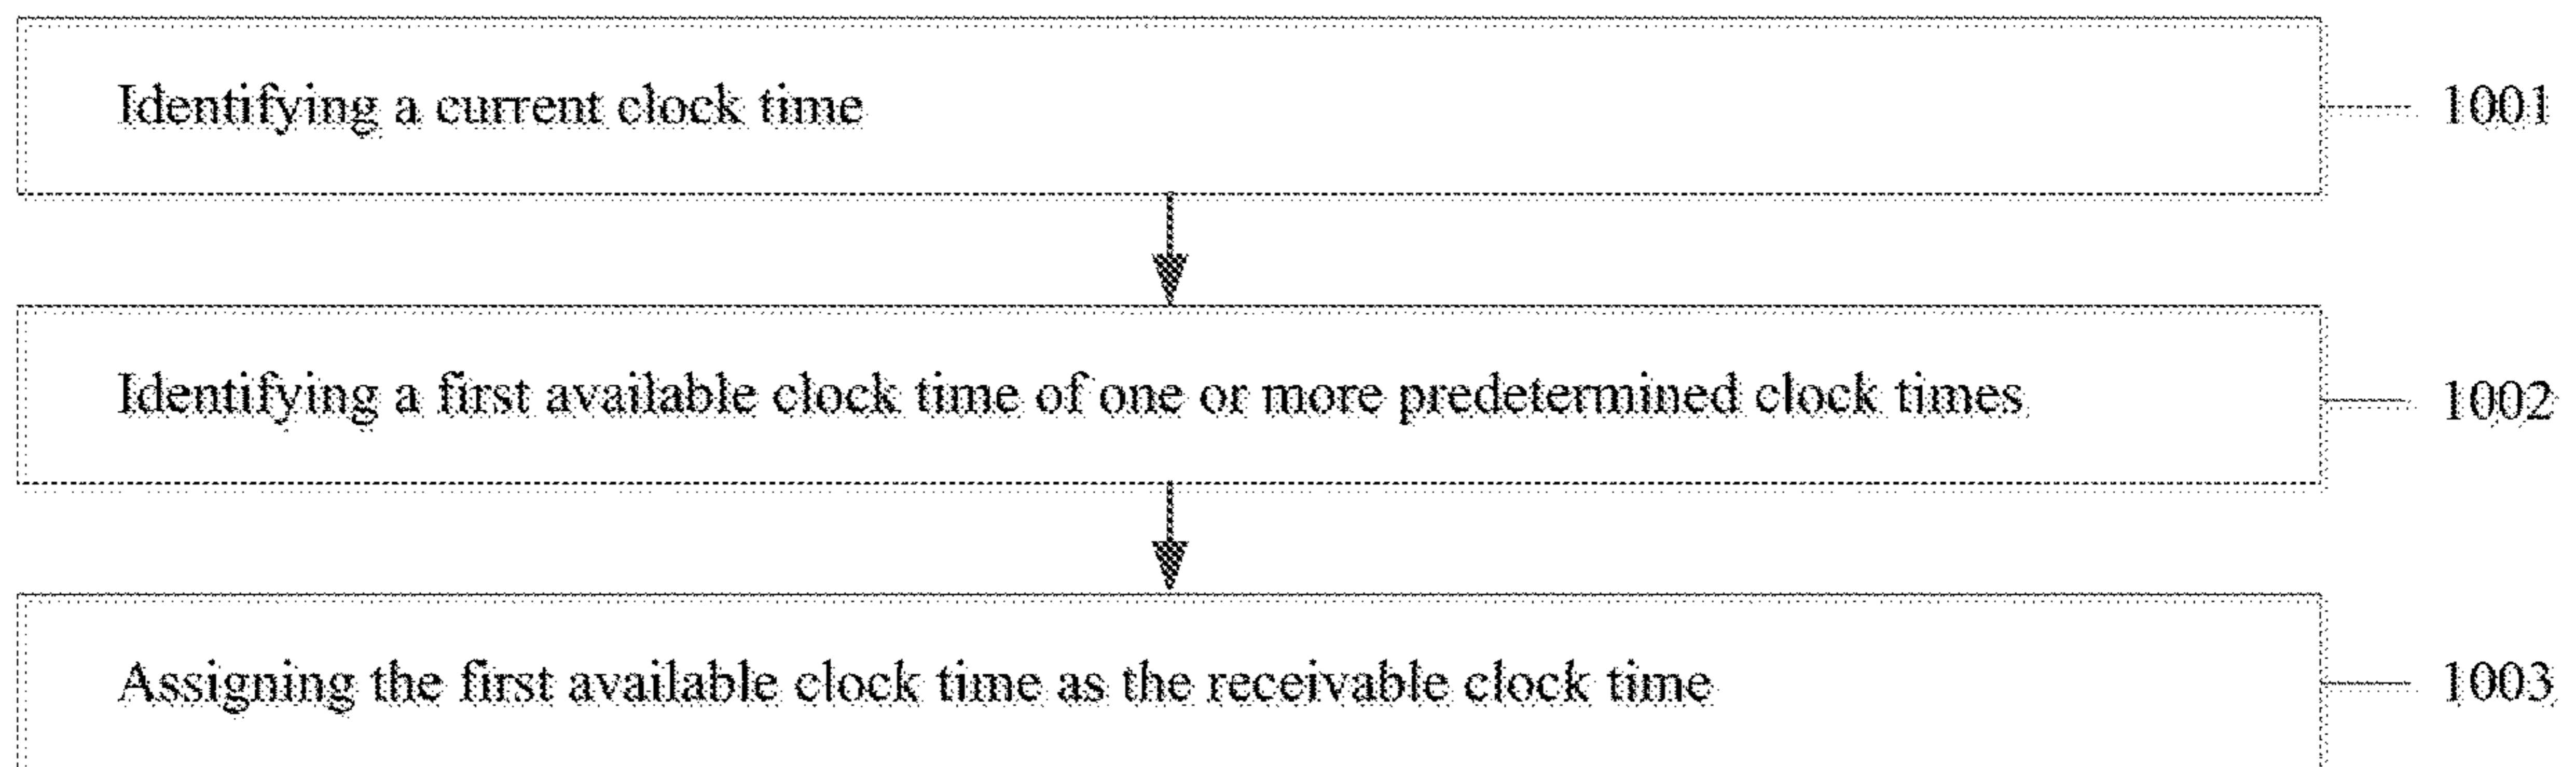 Identifying a current clock time
1001
Identifying a first available clock time of one or more predetermined clock times
1002
Assigning the first available clock time as the receivable clock time
1003